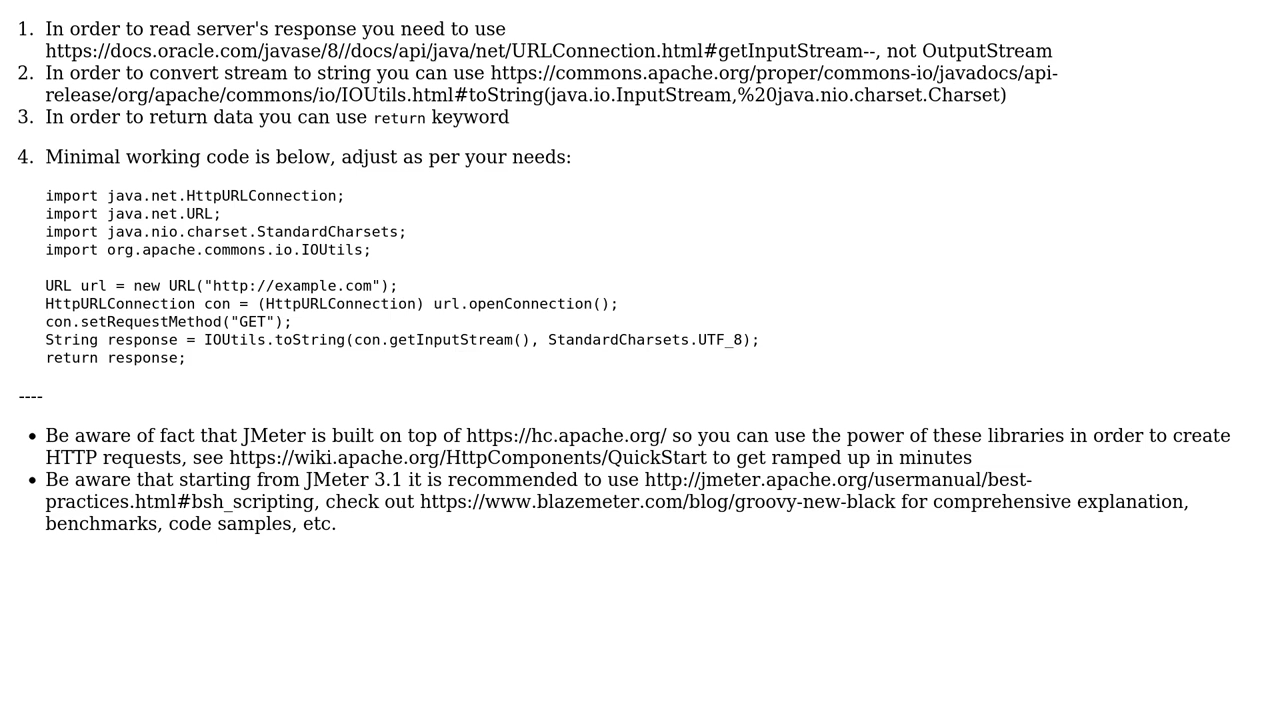 1. In order to read server's response you need to use
https://docs.oracle.com/javase/8//docs/api/java/net/URLConnection.html#getInputStream--, not OutputStream
2. In order to convert stream to string you can use https://commons.apache.org/proper/commons-io/javadocs/api-
release/org/apache/commons/io/IOUtils.html#toString(java.io.InputStream,%20java.nio.charset.Charset)
3. In order to return data you can use return keyword
4. Minimal working code is below, adjust as per your needs:
import java.net.HttpURLConnection;
import java.net.URL;
import java.nio.charset.StandardCharsets;
import org.apache.commons.io.IOUtils;
URL url = new URL("http://example.com");
HttpURLConnection con = (HttpURLConnection) url.openConnection();
con.setRequestMethod("GET");
String response = IOUtils.toString(con.getInputStream(), StandardCharsets.UTF_8);
return response;
----
• Be aware of fact that JMeter is built on top of https://hc.apache.org/ so you can use the power of these libraries in order to create
HTTP requests, see https://wiki.apache.org/HttpComponents/QuickStart to get ramped up in minutes
• Be aware that starting from JMeter 3.1 it is recommended to use http://jmeter.apache.org/usermanual/best-
practices.html#bsh_scripting, check out https://www.blazemeter.com/blog/groovy-new-black for comprehensive explanation,
benchmarks, code samples, etc.